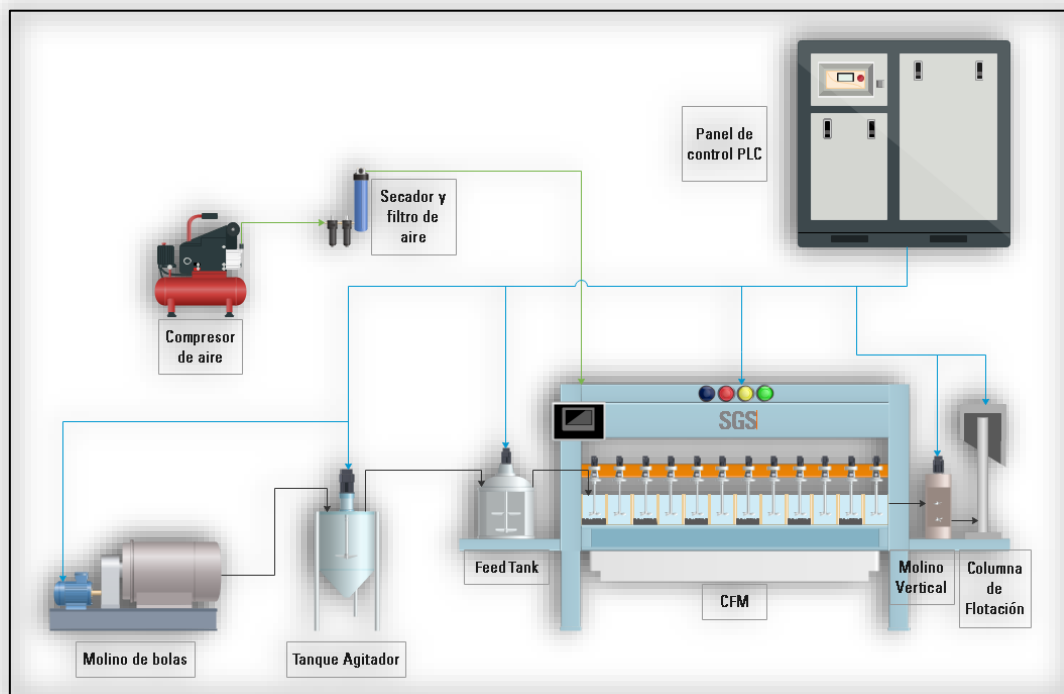 Panel de
control PLC
Secador y
filtro de
aire
Compresor
de aire
SGS
Feed Tank
CFM
Molino
Vertical
Columna
de
Flotación
Molino de bolas
Tanque Agitador